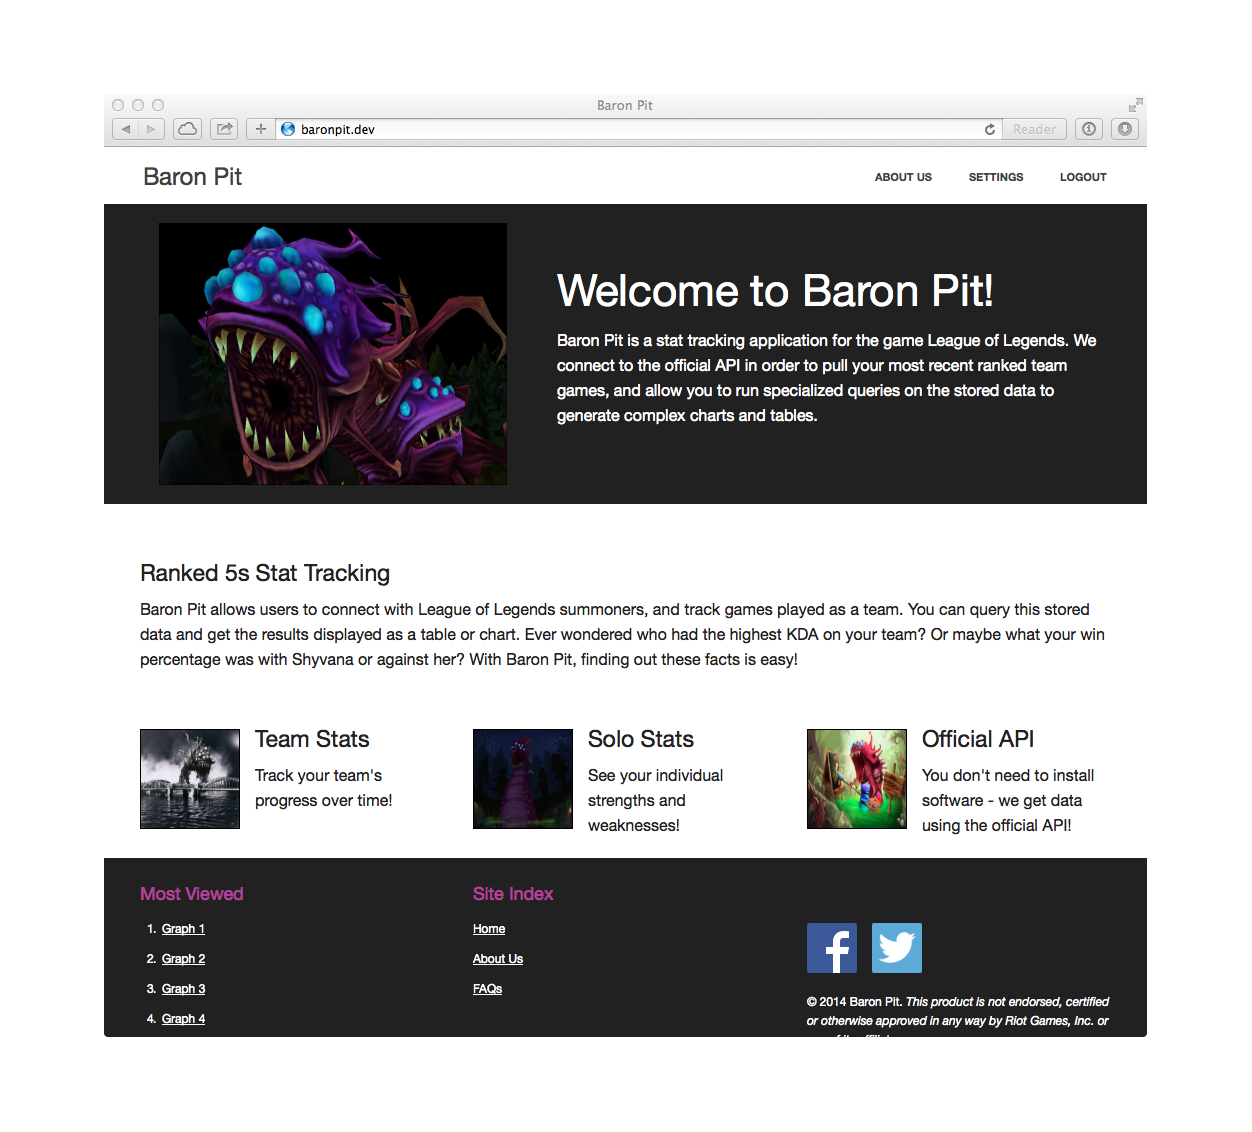 Baron Pit
baronpit.dev
Reader
Baron Pit
ABOUT US
SETTINGS
LOGOUT
Welcome to Baron Pit!
Baron Pit is a stat tracking application for the game League of Legends. We
connect to the official API in order to pull your most recent ranked team
games, and allow you to run specialized queries on the stored data to
generate complex charts and tables.
Ranked 5s Stat Tracking
Baron Pit allows users to connect with League of Legends summoners, and track games played as a team. You can query this stored
data and get the results displayed as a table or chart. Ever wondered who had the highest KDA on your team? Or maybe what your win
percentage was with Shyvana or against her? With Baron Pit, finding out these facts is easy!
Team Stats
Track your team's
progress over time!
Solo Stats
See your individual
strengths and
weaknesses!
Official API
You don't need to install
software - we get data
using the official API!
Most Viewed
1. Graph 1
2. Graph 2
3. Graph 3
4. Graph 4
Site Index
Home
About Us
FAQs
© 2014 Baron Pit. This product is not endorsed, certified
or otherwise approved in any way by Riot Games, Inc. or